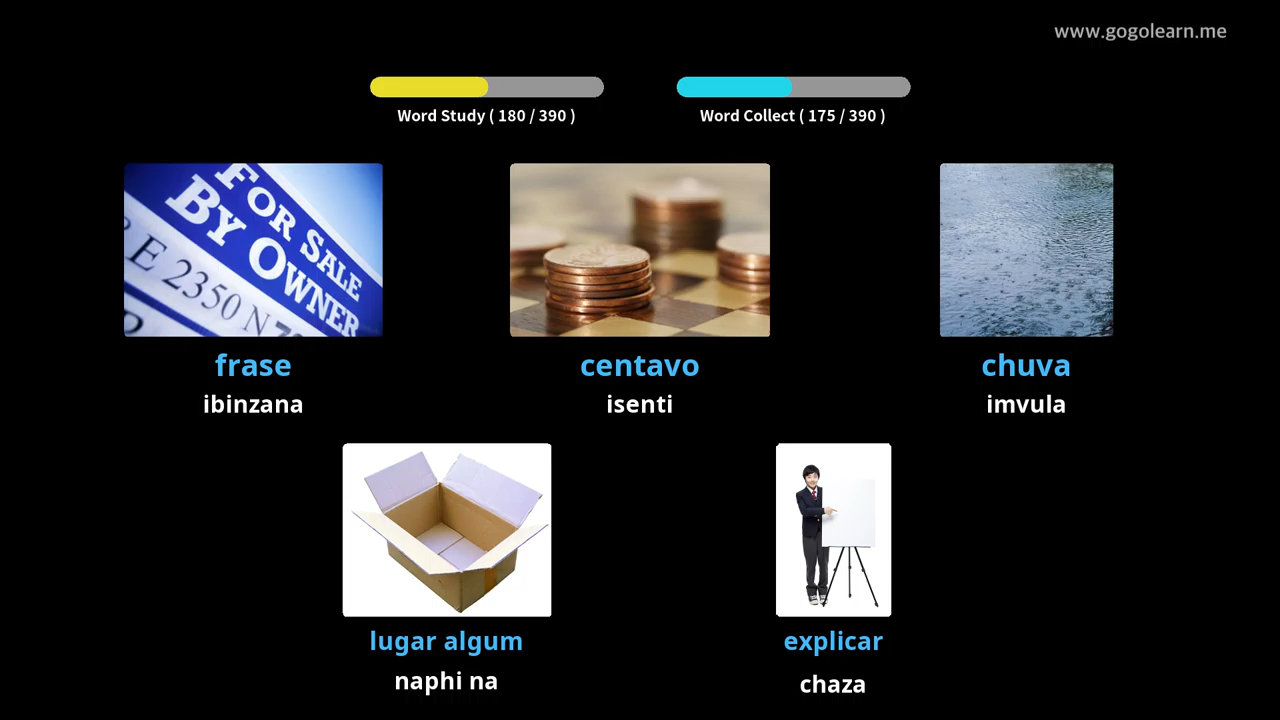 www.gogolearn.me
Word Study ( 180 / 390 )
Word Collect ( 175 / 390 )
FOR SALE
BY OWNER
E 2350 N
frase
ibinzana
centavo
isenti
chuva
imvula
lugar algum
naphi na
explicar
chaza